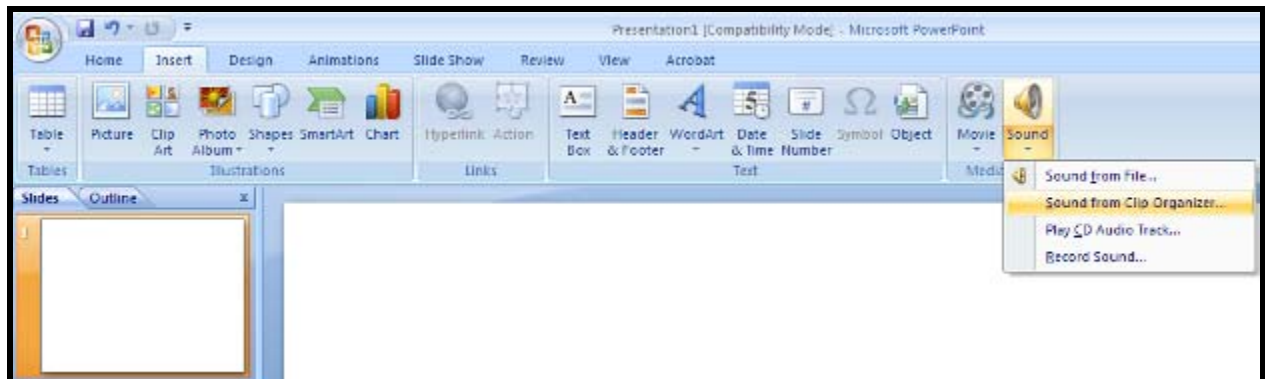 Presentation1 [Compatibility Mode] - Microsoft PowerPoint
Home Insert Design Animations Slide Show Review View Acrobat
Table Picture Clip Art Photo Album Shapes SmartArt Chart Hyperlink Action Text Box Header & Footer WordArt Date & Time Slide Number Symbol Object Movie Sound
Tables Illustrations Links Text Medi
Sound from File...
Slides Outline x
Sound from Clip Organizer...
1
Play CD Audio Track...
Record Sound...